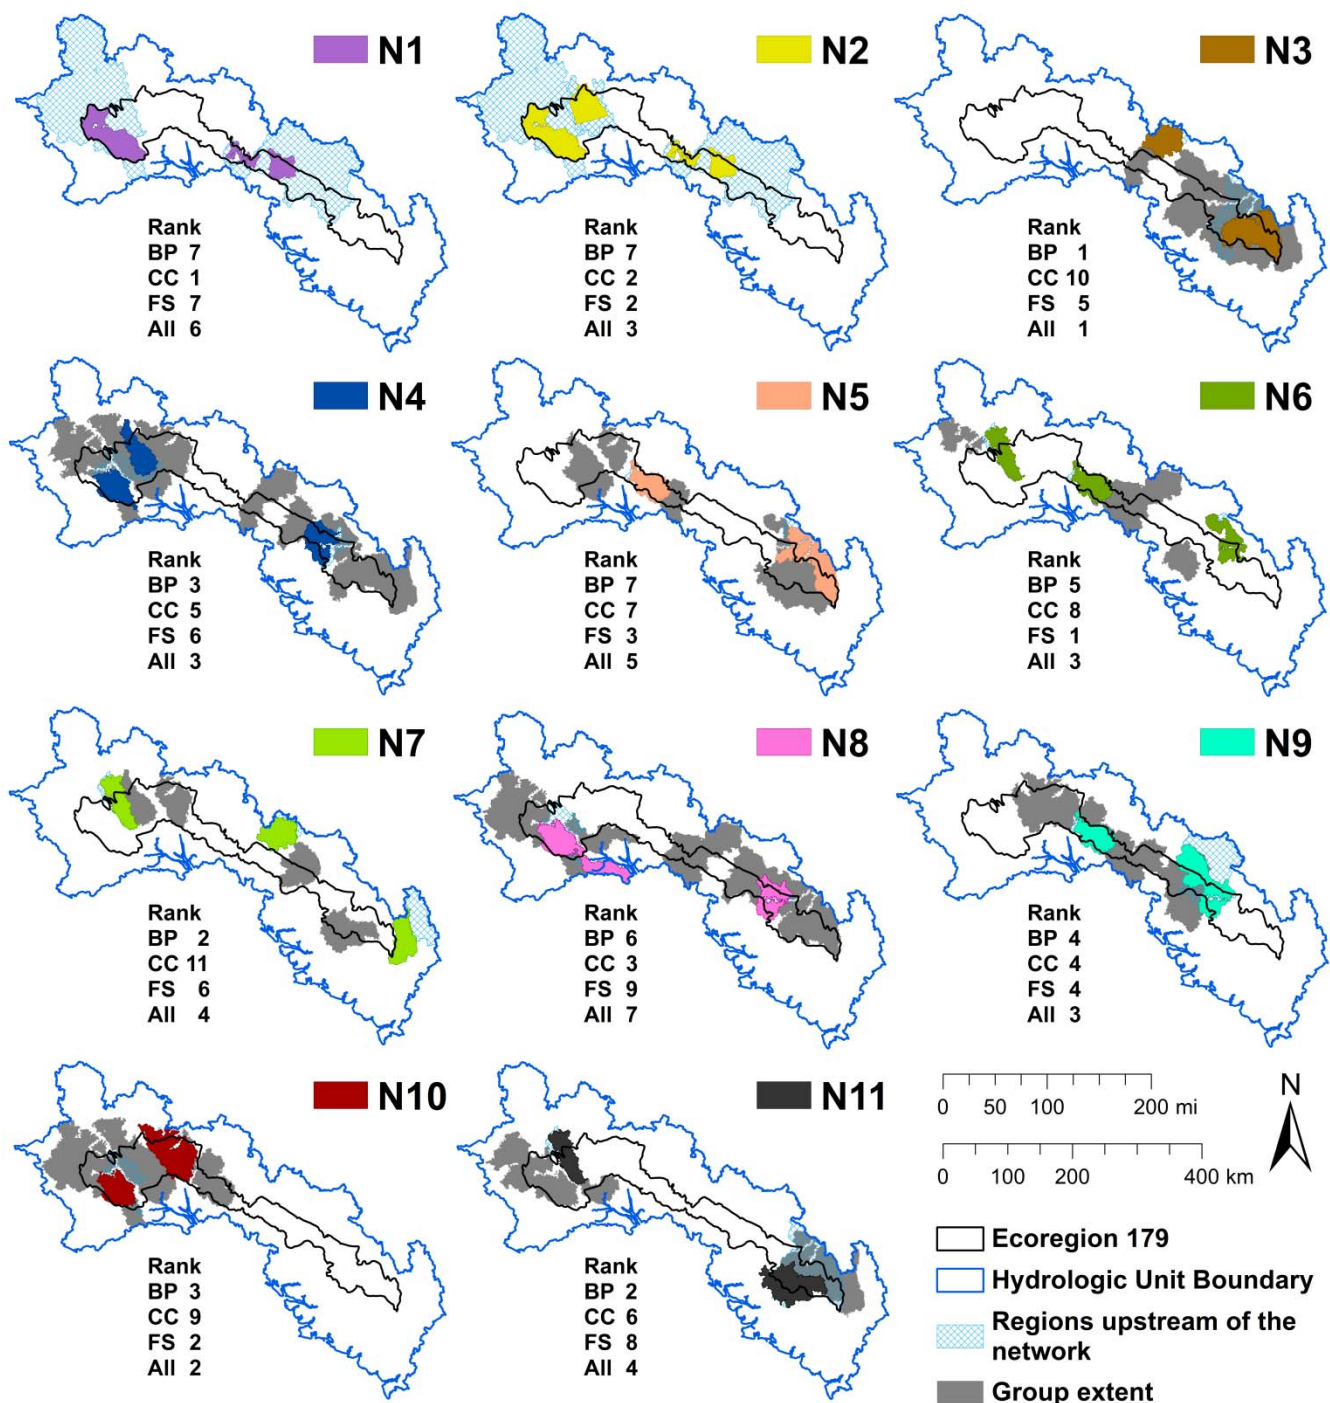 N1
Rank
BP 7
CC 1
FS 7
All 6
N2
Rank
BP 7
CC 2
FS 2
All 3
N3
Rank
BP 1
CC 10
FS 5
All 1
N4
Rank
BP 3
CC 5
FS 6
All 3
N5
Rank
BP 7
CC 7
FS 3
All 5
N6
Rank
BP 5
CC 8
FS 1
All 3
N7
Rank
BP 2
CC 11
FS 6
All 4
N8
Rank
BP 6
CC 3
FS 9
All 7
N9
Rank
BP 4
CC 4
FS 4
All 3
N10
Rank
BP 3
CC 9
FS 2
All 2
N11
Rank
BP 2
CC 6
FS 8
All 4
N
0 50 100 200 mi
0 100 200 400 km
Ecoregion 179
Hydrologic Unit Boundary
Regions upstream of the
network
Group extent